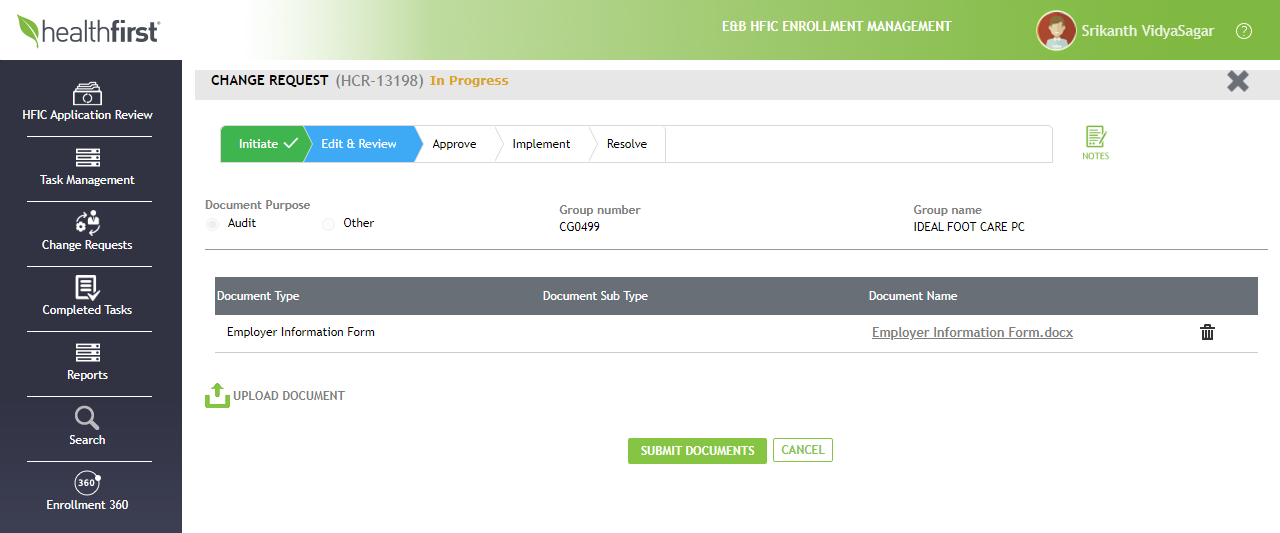 healthfirst
E&B HFIC ENROLLMENT MANAGEMENT
Srikanth VidyaSagar
?
HFIC Application Review
Task Management
Change Requests
Completed Tasks
Reports
Search
360
Enrollment 360
CHANGE REQUEST (HCR-13198) In Progress
Initiate
Edit & Review
Approve
Implement
Resolve
NOTES
Document Purpose
Audit
Other
Group number
CG0499
Group name
IDEAL FOOT CARE PC
Document Type
Document Sub Type
Document Name
Employer Information Form
Employer Information Form.docx
UPLOAD DOCUMENT
SUBMIT DOCUMENTS
CANCEL